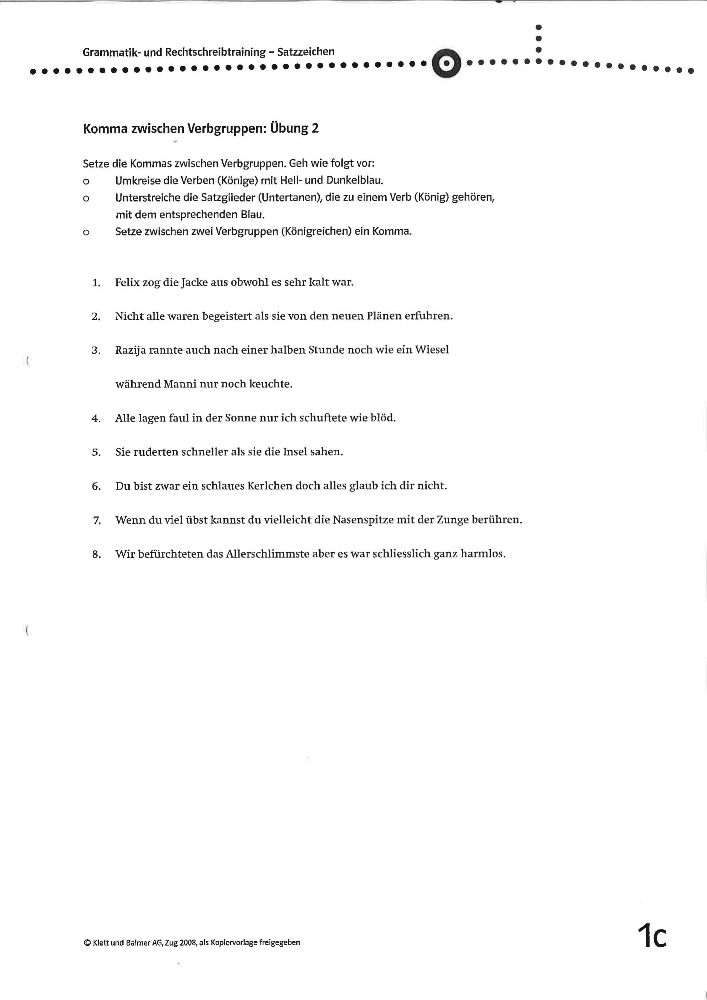 Grammatik- und Rechtschreibtraining – Satzzeichen
Komma zwischen Verbgruppen: Übung 2
Setze die Kommas zwischen Verbgruppen. Geh wie folgt vor:
o Umkreise die Verben (Könige) mit Hell- und Dunkelblau.
o Unterstreiche die Satzglieder (Untertanen), die zu einem Verb (König) gehören,
mit dem entsprechenden Blau.
o Setze zwischen zwei Verbgruppen (Königreichen) ein Komma.
1. Felix zog die Jacke aus obwohl es sehr kalt war.
2. Nicht alle waren begeistert als sie von den neuen Plänen erfuhren.
3. Razija rannte auch nach einer halben Stunde noch wie ein Wiesel
während Manni nur noch keuchte.
4. Alle lagen faul in der Sonne nur ich schuftete wie blöd.
5. Sie ruderten schneller als sie die Insel sahen.
6. Du bist zwar ein schlaues Kerlchen doch alles glaub ich dir nicht.
7. Wenn du viel übst kannst du vielleicht die Nasenspitze mit der Zunge berühren.
8. Wir befürchteten das Allerschlimmste aber es war schliesslich ganz harmlos.
© Klett und Balmer AG, Zug 2008, als Kopiervorlage freigegeben
1c